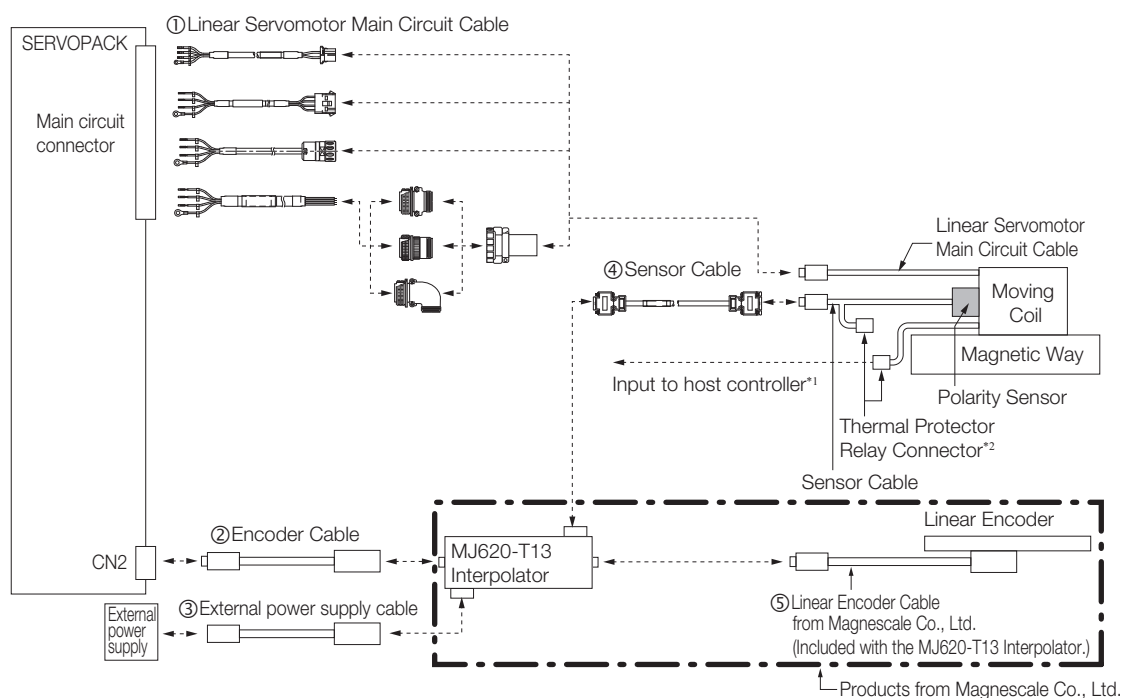 ①Linear Servomotor Main Circuit Cable
SERVOPACK
Main circuit
connector
Linear Servomotor
Main Circuit Cable
④Sensor Cable
Moving
Coil
Magnetic Way
Input to host controller*1
Polarity Sensor
Thermal Protector
Relay Connector*2
Sensor Cable
②Encoder Cable
Linear Encoder
CN2
MJ620-T13
Interpolator
③External power supply cable
External
power
supply
⑤Linear Encoder Cable
from Magnescale Co., Ltd.
(Included with the MJ620-T13 Interpolator.)
Products from Magnescale Co., Ltd.